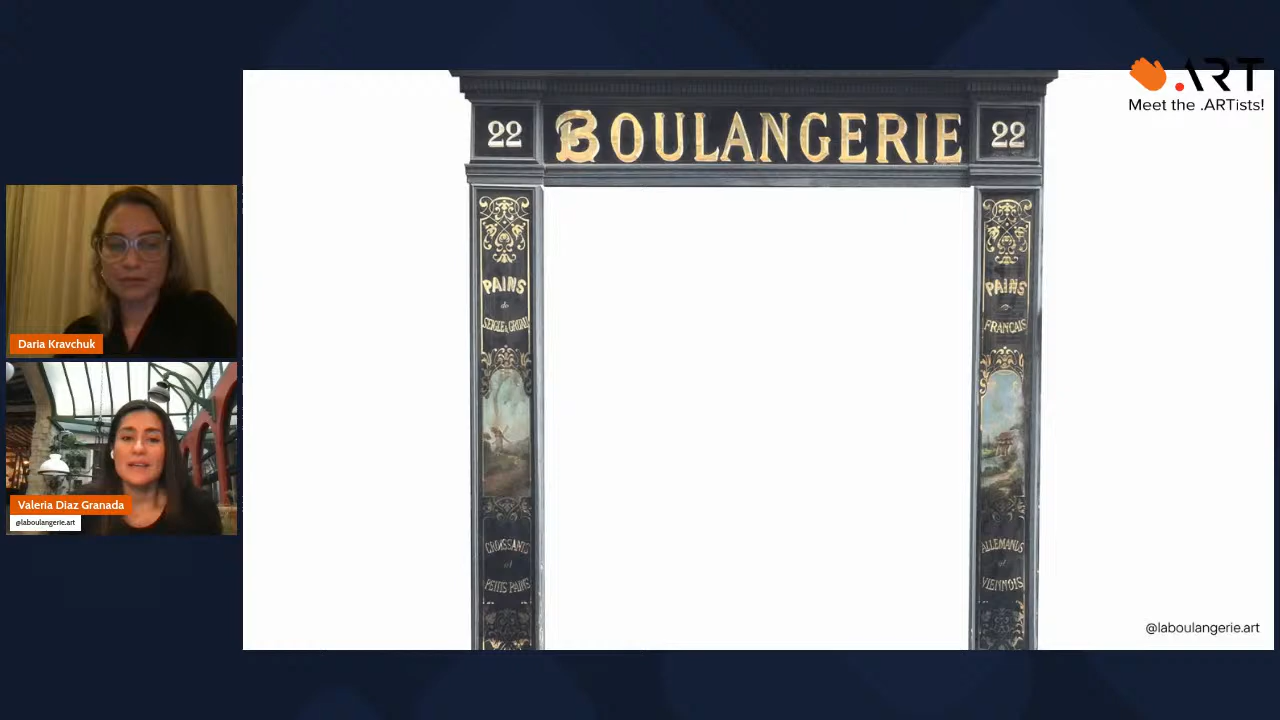 .ART
Meet the .ARTists!
22
BOULANGERIE
22
PAINS
de
SEIGLE & GRUAU
CROISSANTS
et
PETITS PAINS
PAINS
FRANÇAIS
ALLEMANDS
et
VIENNOIS
Daria Kravchuk
Valeria Diaz Granada
@laboulangerie.art
@laboulangerie.art